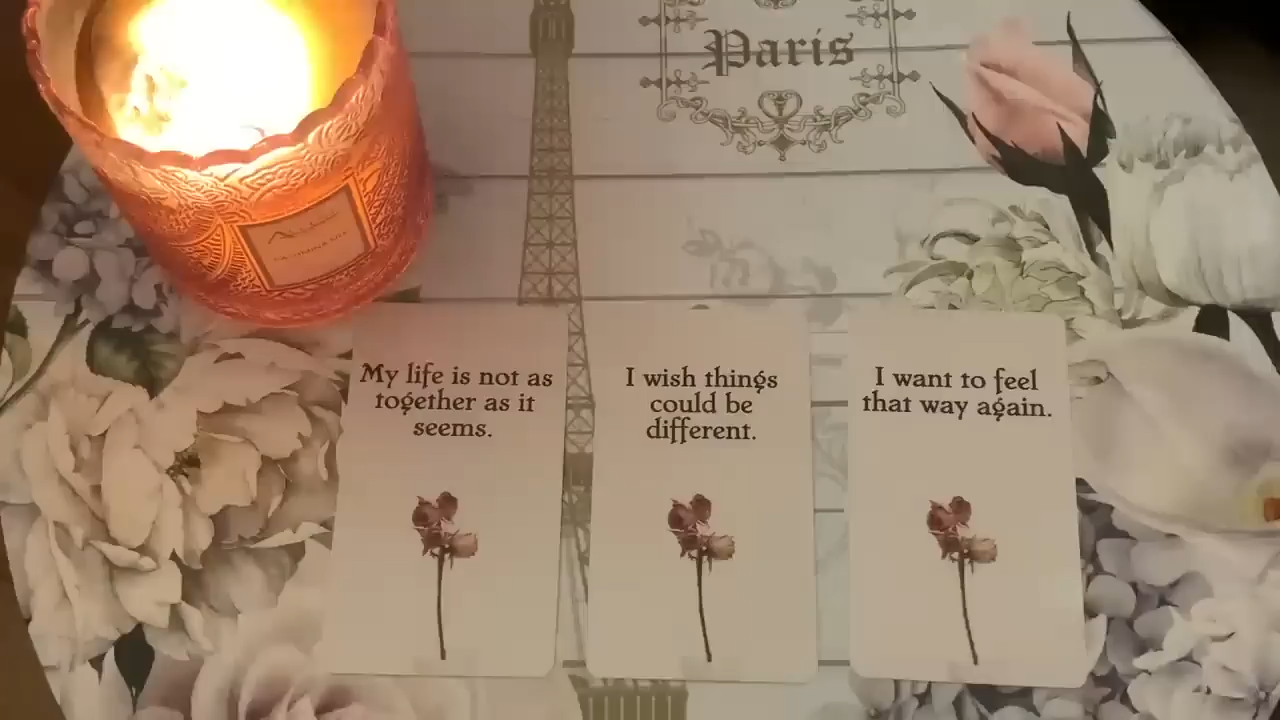 Paris
My life is not as
together as it
seems.
I wish things
could be
different.
I want to feel
that way again.